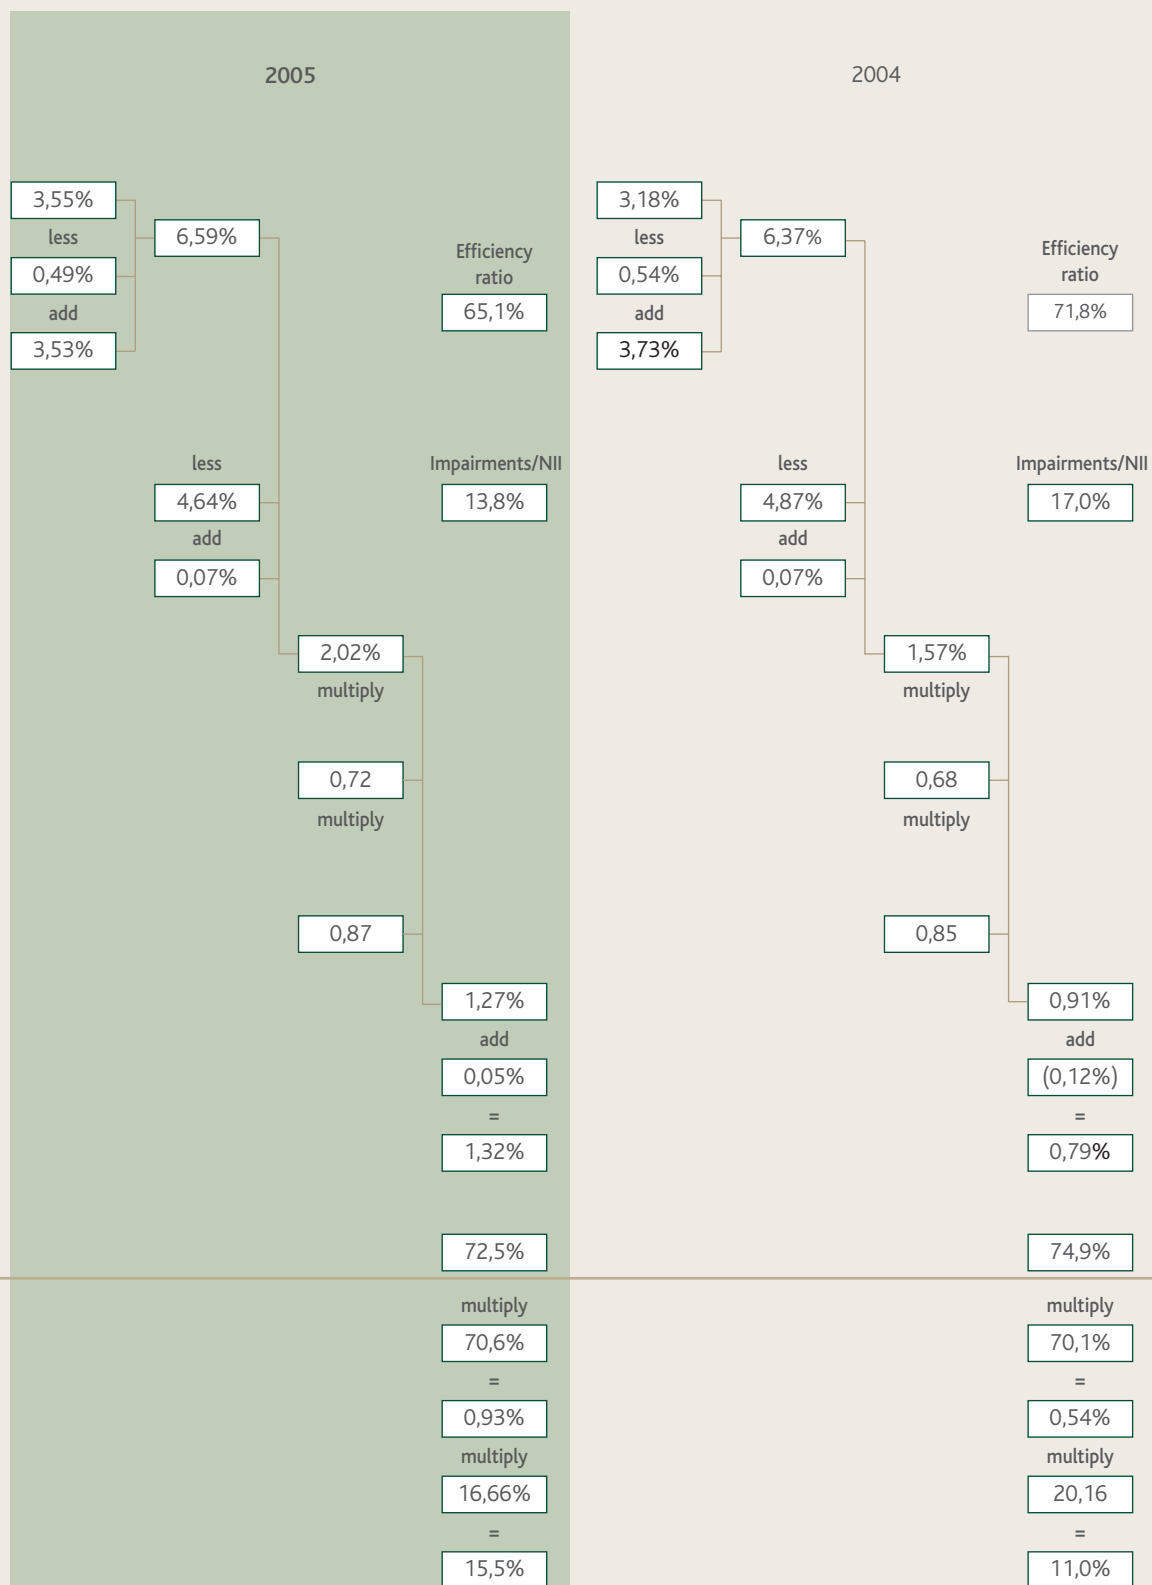 2005
3,55%
less
6,59%
0,49%
add
3,53%
Efficiency
ratio
65,1%
less
4,64%
add
0,07%
Impairments/NII
13,8%
2,02%
multiply
0,72
multiply
0,87
1,27%
add
0,05%
=
1,32%
72,5%
multiply
70,6%
=
0,93%
multiply
16,66%
=
15,5%
2004
3,18%
less
6,37%
0,54%
add
3,73%
Efficiency
ratio
71,8%
less
4,87%
add
0,07%
Impairments/NII
17,0%
1,57%
multiply
0,68
multiply
0,85
0,91%
add
(0,12%)
=
0,79%
74,9%
multiply
70,1%
=
0,54%
multiply
20,16
=
11,0%